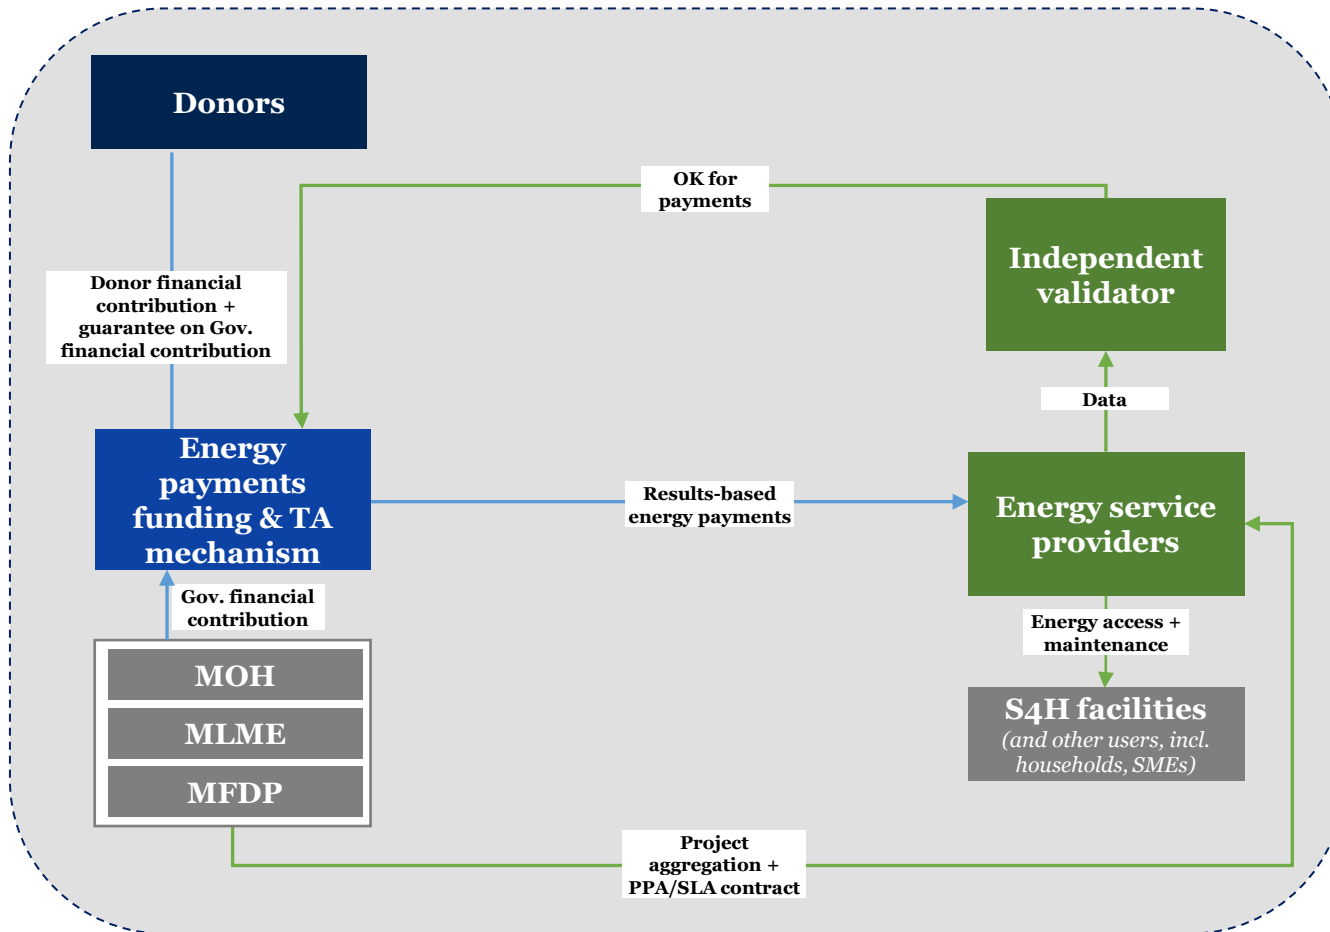 Donors
OK for
payments
Independent
validator
Donor financial
contribution +
guarantee on Gov.
financial contribution
Data
Energy
payments
funding & TA
mechanism
Results-based
energy payments
Energy service
providers
Gov. financial
contribution
Energy access +
maintenance
MOH
MLME
MFDP
S4H facilities
(and other users, incl.
households, SMEs)
Project
aggregation +
PPA/SLA contract